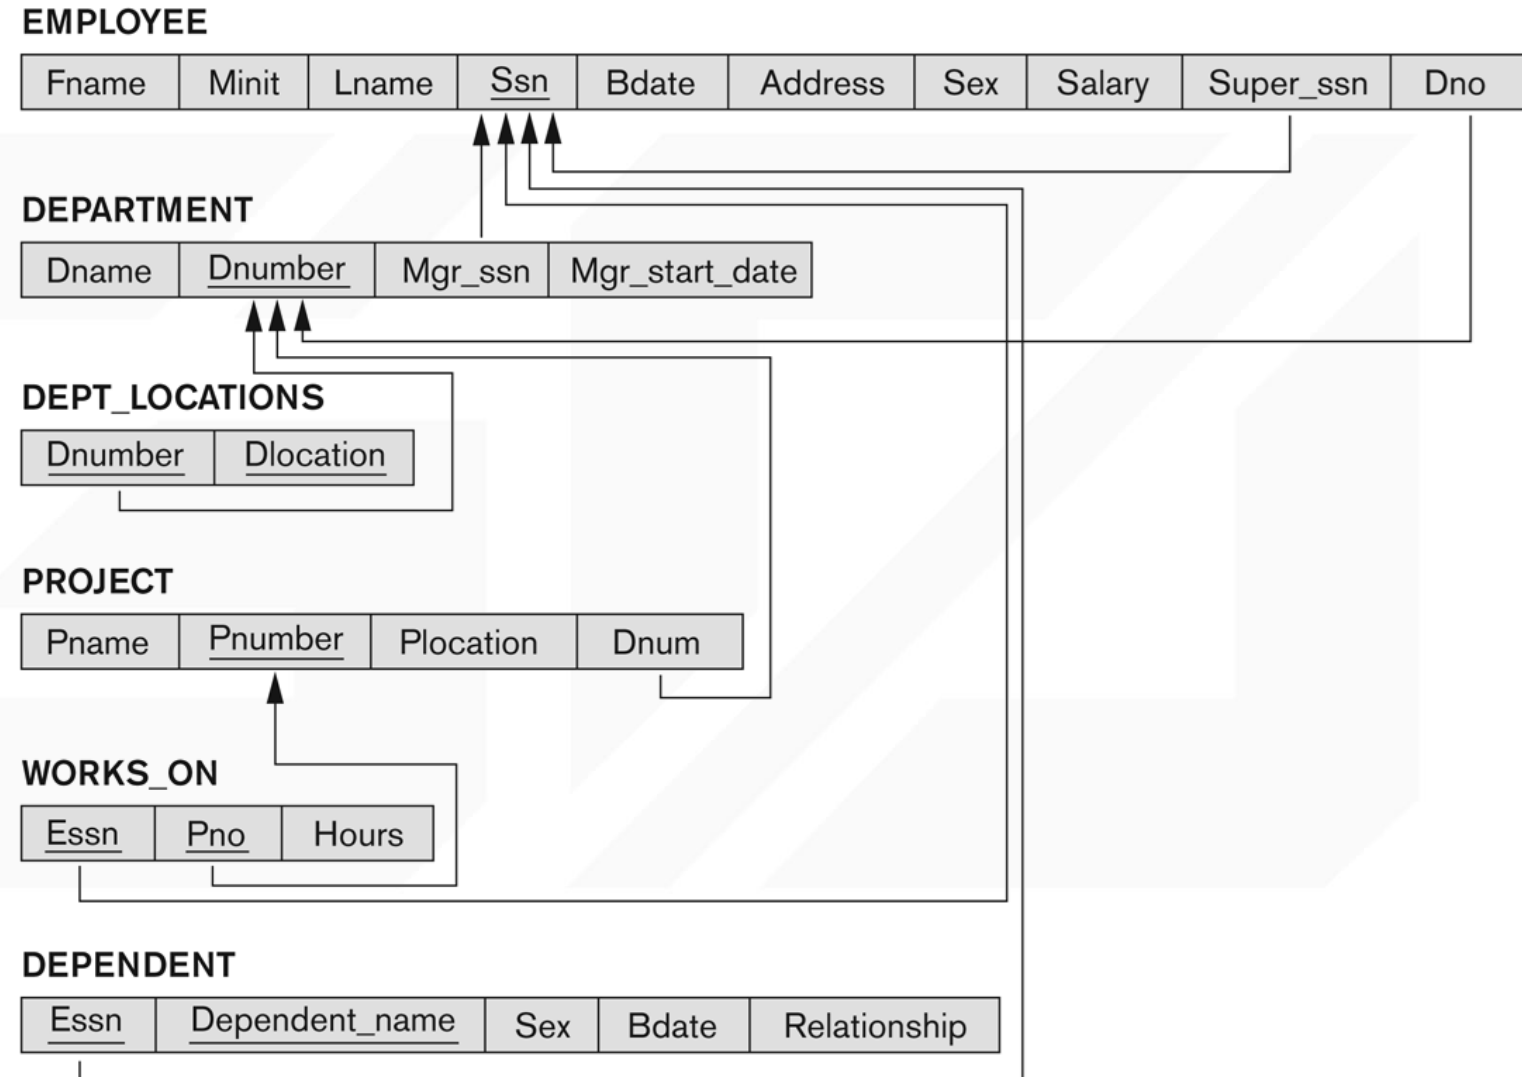 EMPLOYEE
Fname Minit Lname Ssn Bdate Address Sex Salary Super_ssn Dno
DEPARTMENT
Dname Dnumber Mgr_ssn Mgr_start_date
DEPT_LOCATIONS
Dnumber Dlocation
PROJECT
Pname Pnumber Plocation Dnum
WORKS_ON
Essn Pno Hours
DEPENDENT
Essn Dependent_name Sex Bdate Relationship